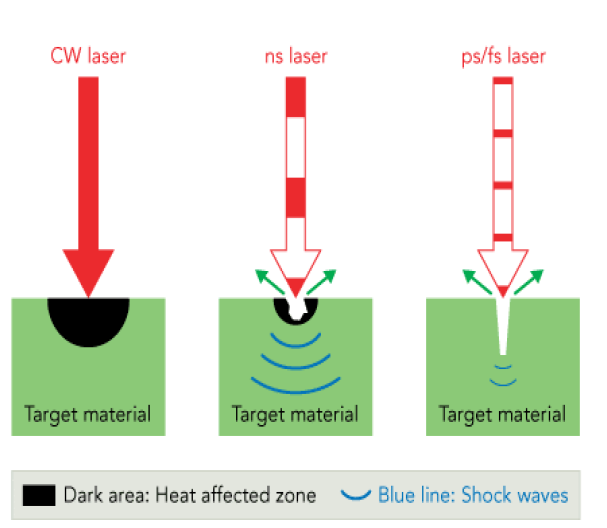 CW laser
ns laser
ps/fs laser
Target material
Target material
Target material
Dark area: Heat affected zone
Blue line: Shock waves